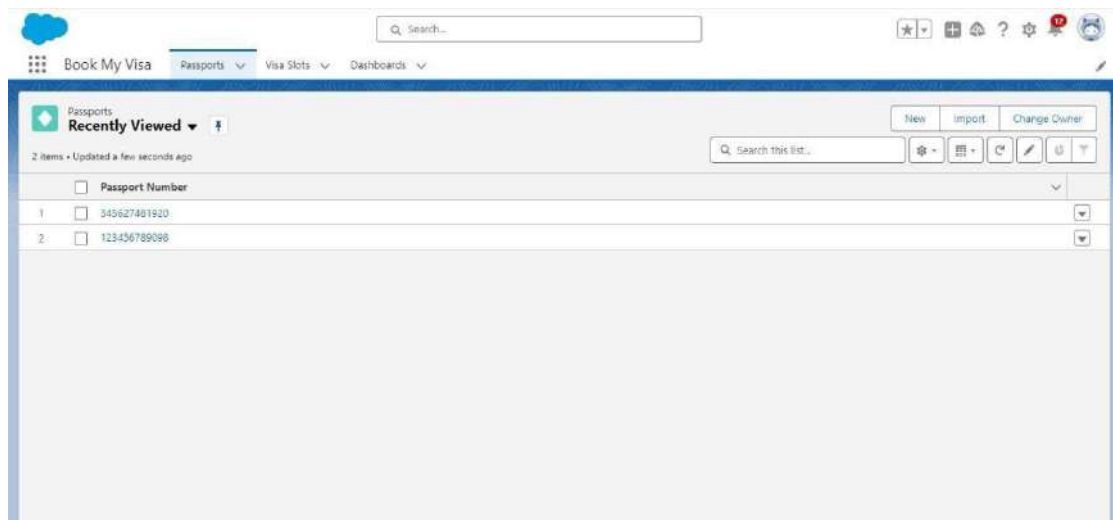 Search...
?
17
Book My Visa Passports Visa Slots Dashboards
Passports
Recently Viewed
New Import Change Owner
2 items • Updated a few seconds ago
Search this list...
Passport Number
1 345627481920
2 123456789098